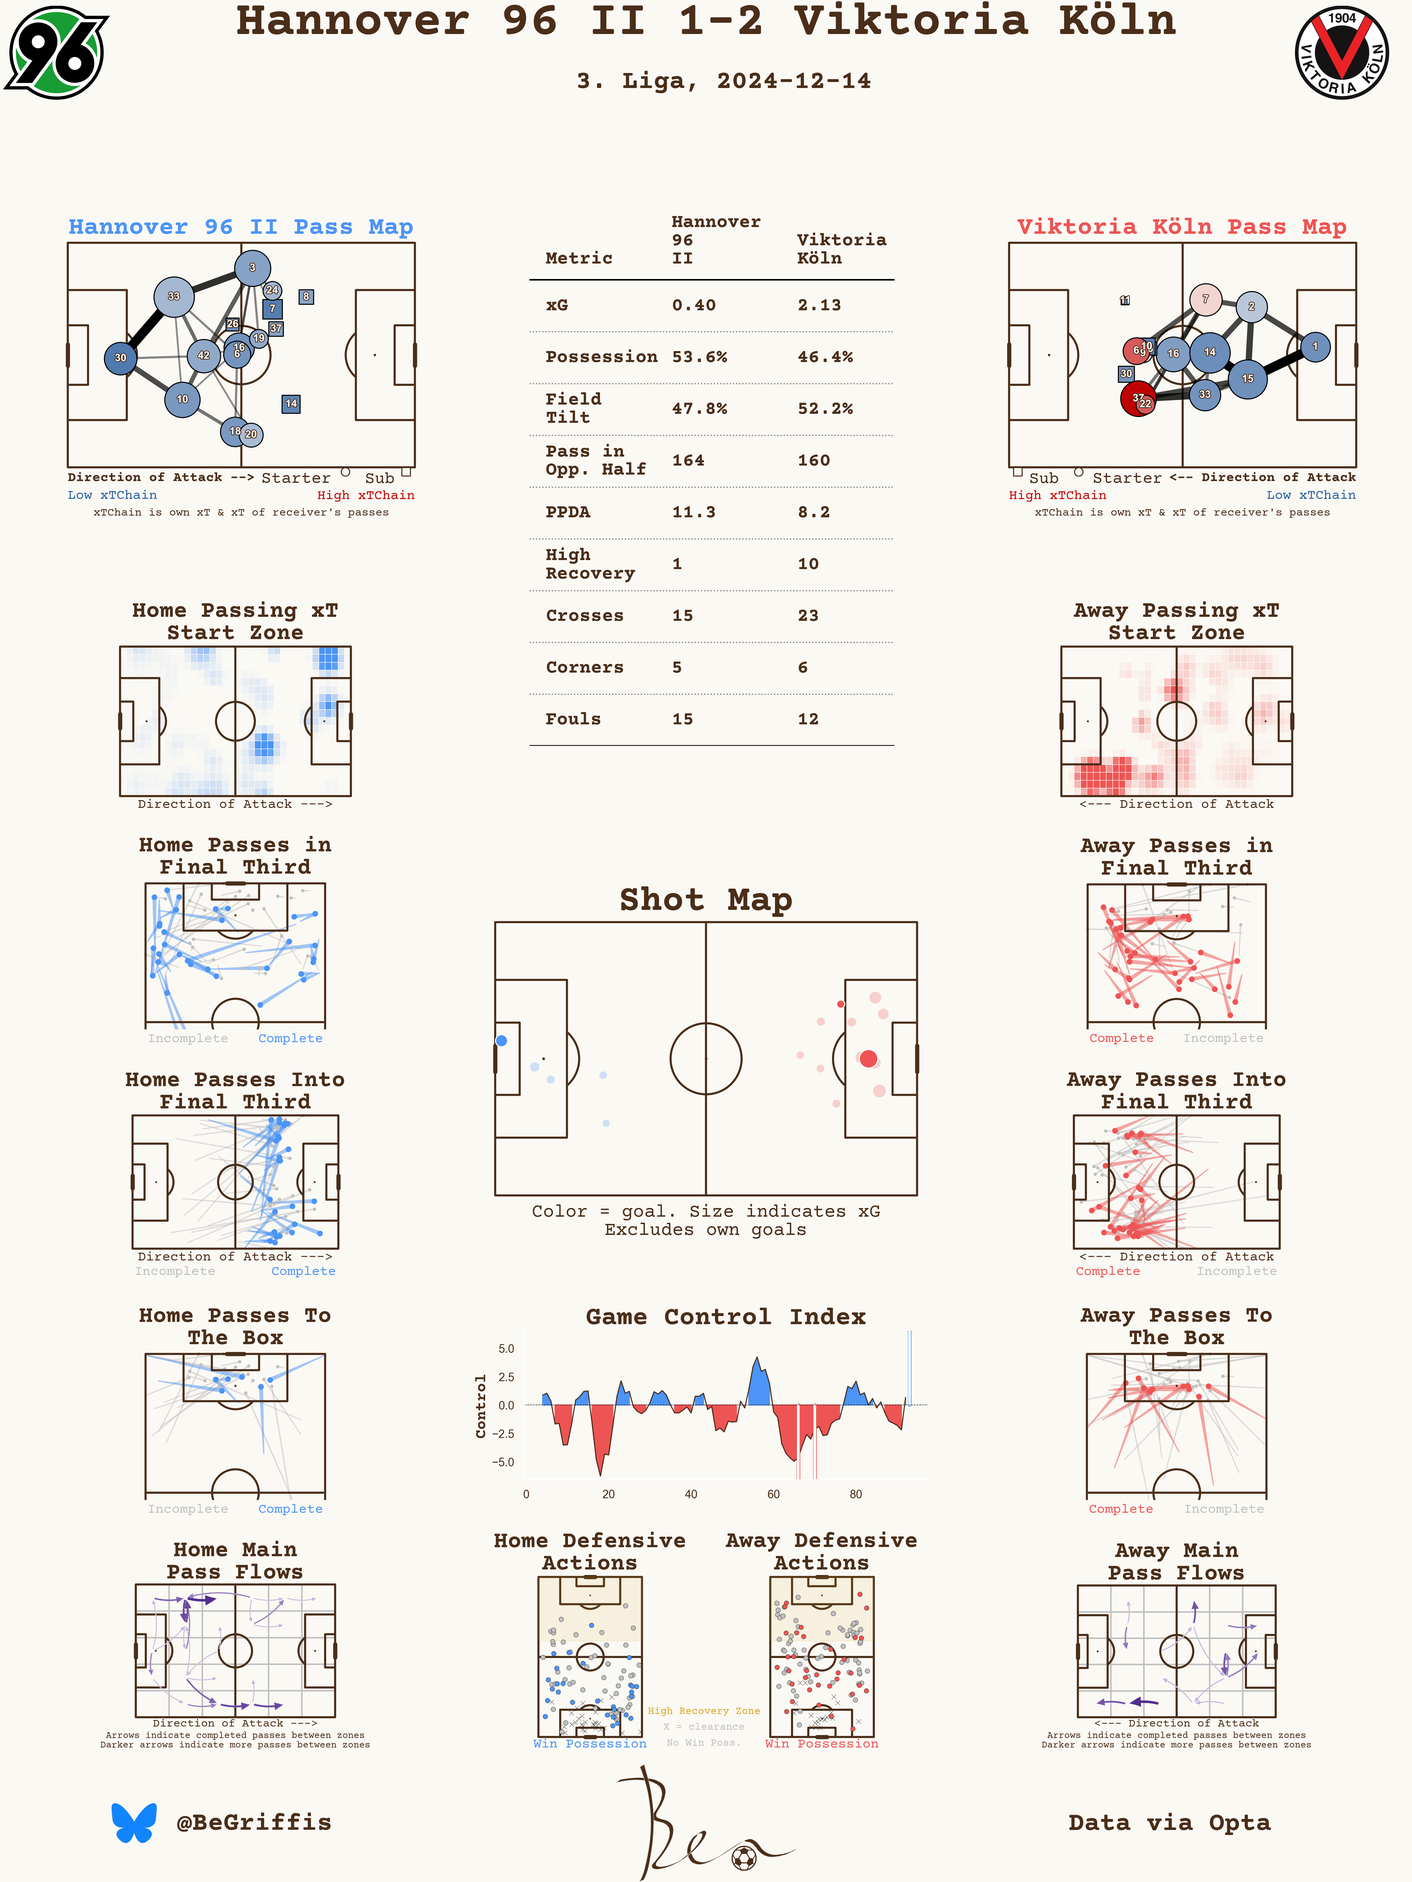 Hannover 96 II 1-2 Viktoria Köln
3. Liga, 2024-12-14
96
1904
VIKTORIA KÖLN
Hannover 96 II Pass Map
3
33
24
8
7
26
37
19
16
6
30
42
10
14
18
20
Direction of Attack --> Starter Sub
Low xTChain High xTChain
xTChain is own xT & xT of receiver's passes
Hannover
96 Viktoria
Metric II Köln
xG 0.40 2.13
Possession 53.6% 46.4%
Field
Tilt 47.8% 52.2%
Pass in
Opp. Half 164 160
PPDA 11.3 8.2
High
Recovery 1 10
Crosses 15 23
Corners 5 6
Fouls 15 12
Viktoria Köln Pass Map
11
7
2
10
6
9
16
14
1
30
15
37
22
33
Sub Starter <-- Direction of Attack
High xTChain Low xTChain
xTChain is own xT & xT of receiver's passes
Home Passing xT
Start Zone
Direction of Attack --->
Away Passing xT
Start Zone
<--- Direction of Attack
Home Passes in
Final Third
Incomplete Complete
Away Passes in
Final Third
Complete Incomplete
Shot Map
Color = goal. Size indicates xG
Excludes own goals
Home Passes Into
Final Third
Direction of Attack --->
Incomplete Complete
Away Passes Into
Final Third
<--- Direction of Attack
Complete Incomplete
Home Passes To
The Box
Incomplete Complete
Game Control Index
Control
5.0
2.5
0.0
−2.5
−5.0
0 20 40 60 80
Away Passes To
The Box
Complete Incomplete
Home Main
Pass Flows
Direction of Attack --->
Arrows indicate completed passes between zones
Darker arrows indicate more passes between zones
Home Defensive
Actions
Win Possession
High Recovery Zone
X = clearance
No Win Poss.
Away Defensive
Actions
Win Possession
Away Main
Pass Flows
<--- Direction of Attack
Arrows indicate completed passes between zones
Darker arrows indicate more passes between zones
@BeGriffis
Ben
Data via Opta